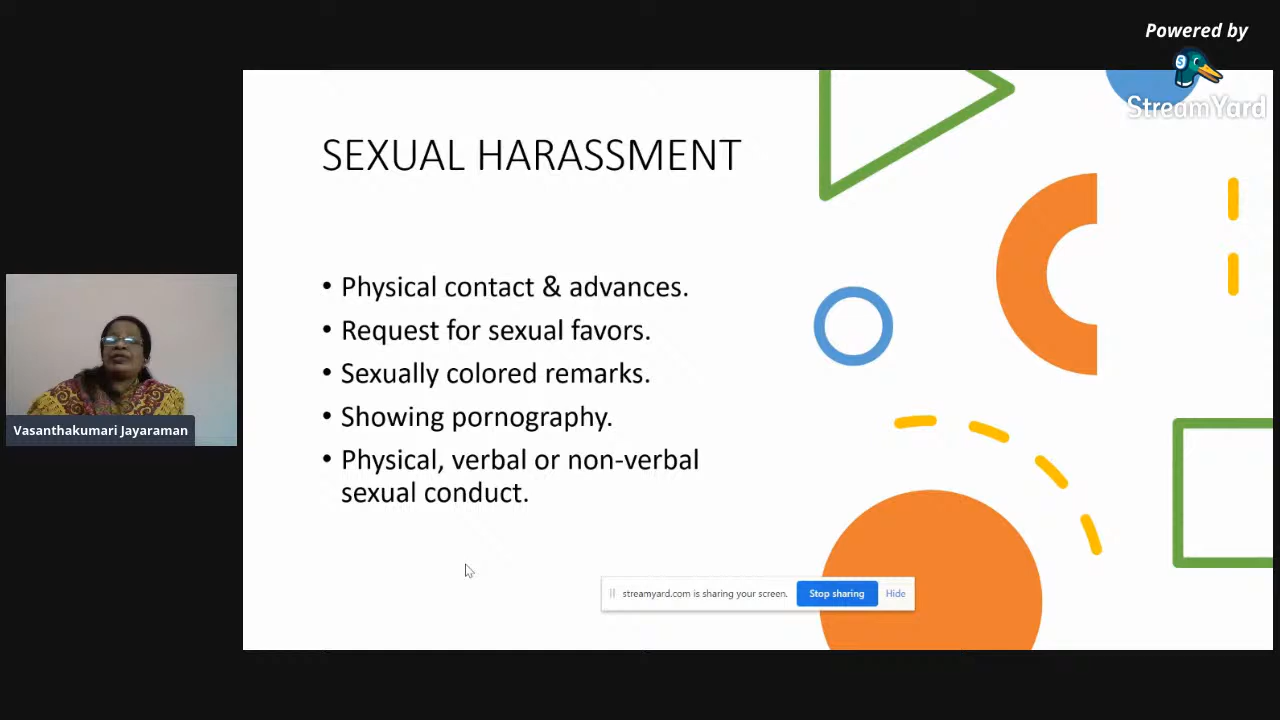 Powered by
StreamYard
SEXUAL HARASSMENT
• Physical contact & advances.
• Request for sexual favors.
• Sexually colored remarks.
• Showing pornography.
• Physical, verbal or non-verbal
sexual conduct.
Vasanthakumari Jayaraman
streamyard.com is sharing your screen.
Stop sharing
Hide